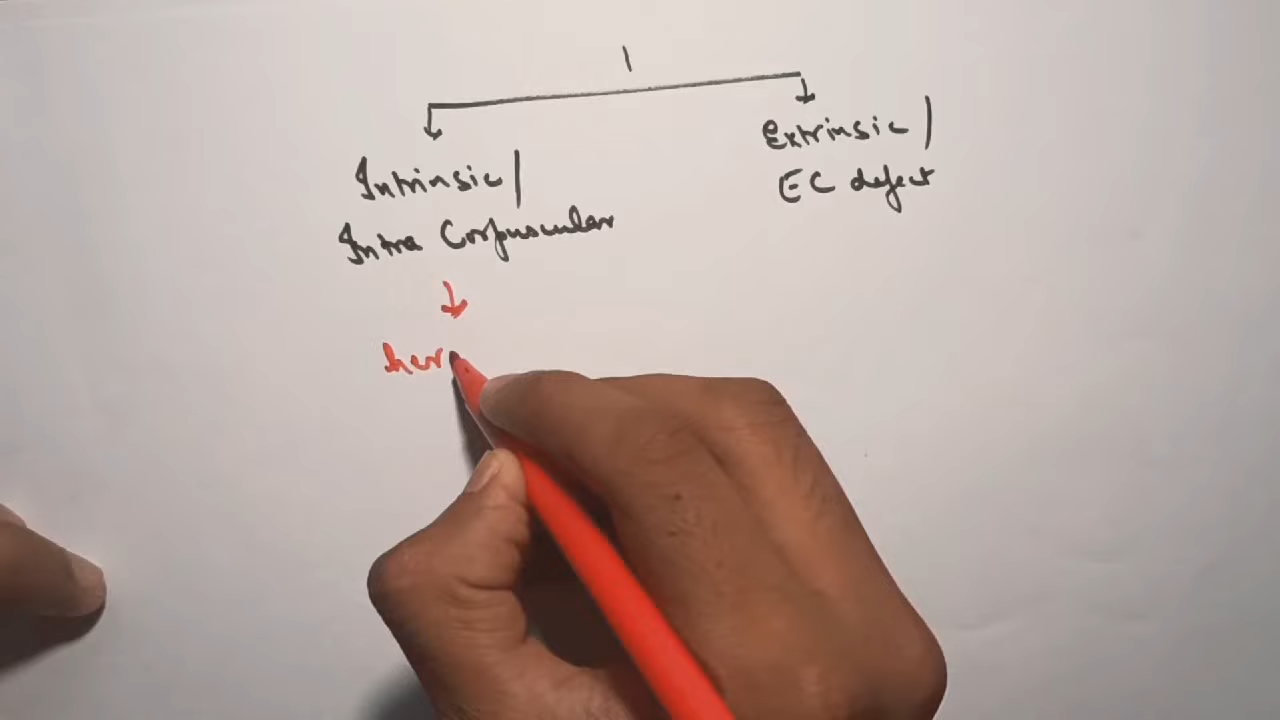 Intrinsic/
Intra Corpuscular
Extrinsic/
EC defect
her